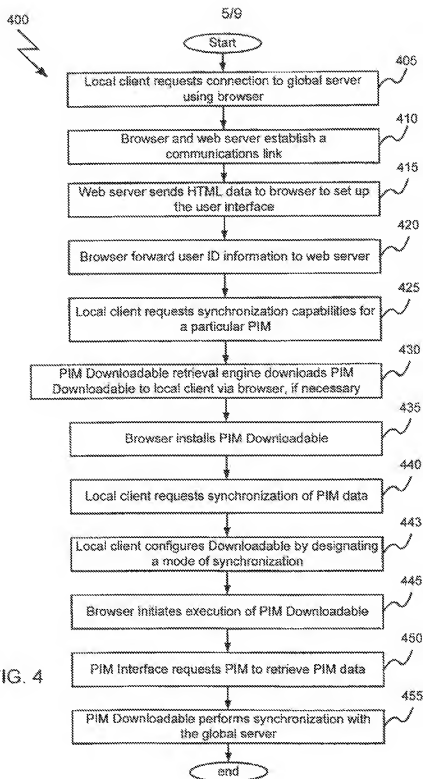 400
5/9
Start
Local client requests connection to global server
using browser
405
Browser and web server establish a
communications link
410
Web server sends HTML data to browser to set up
the user interface
415
Browser forward user ID information to web server
420
Local client requests synchronization capabilities for
a particular PIM
425
PIM Downloadable retrieval engine downloads PIM
Downloadable to local client via browser, if necessary
430
Browser installs PIM Downloadable
435
Local client requests synchronization of PIM data
440
Local client configures Downloadable by designating
a mode of synchronization
443
Browser initiates execution of PIM Downloadable
445
PIM Interface requests PIM to retrieve PIM data
450
FIG. 4
PIM Downloadable performs synchronization with
the global server
455
end